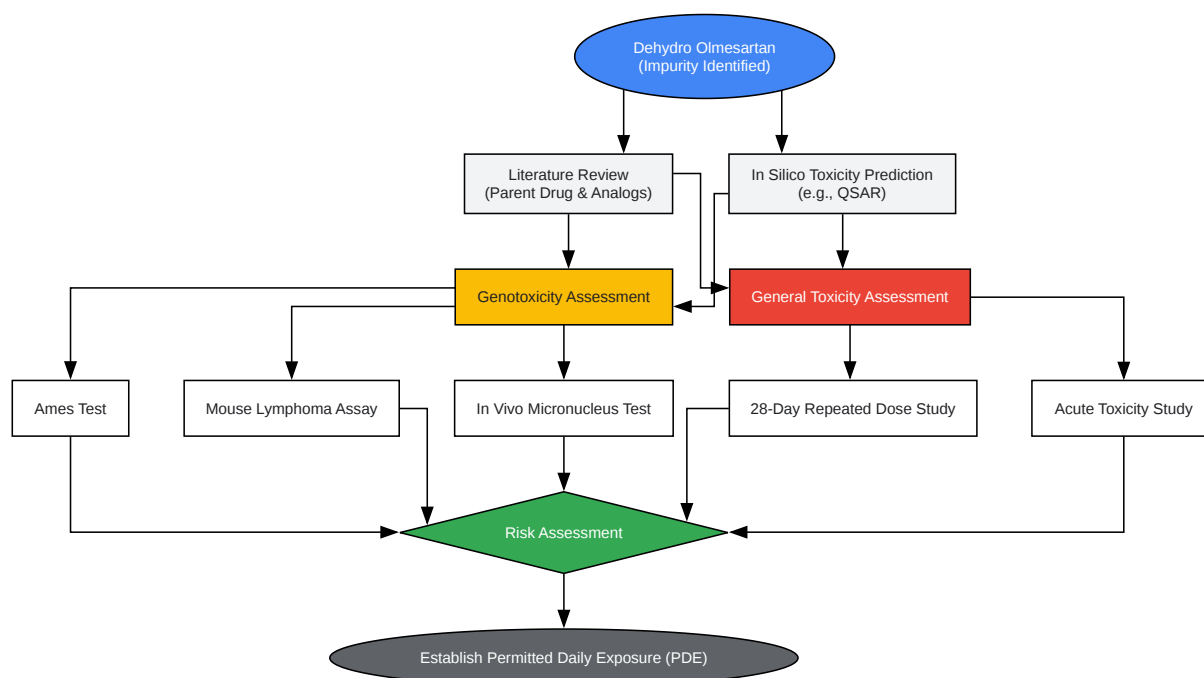 Dehydro Olmesartan
(Impurity Identified)
Literature Review
(Parent Drug & Analogs)
In Silico Toxicity Prediction
(e.g., QSAR)
Genotoxicity Assessment
General Toxicity Assessment
Ames Test
Mouse Lymphoma Assay
In Vivo Micronucleus Test
28-Day Repeated Dose Study
Acute Toxicity Study
Risk Assessment
Establish Permitted Daily Exposure (PDE)